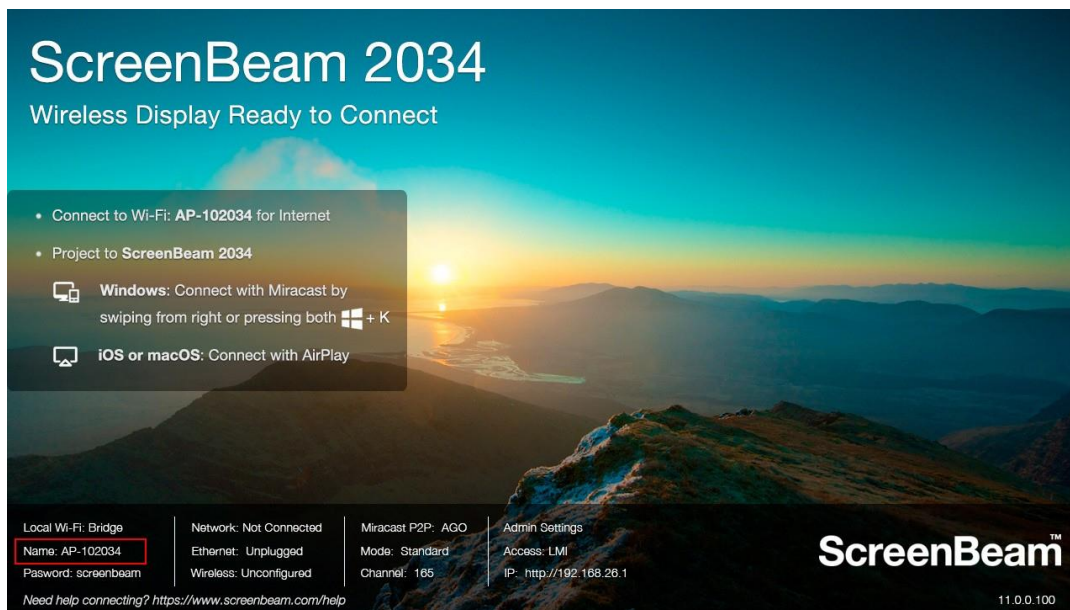 ScreenBeam 2034
Wireless Display Ready to Connect
• Connect to Wi-Fi: AP-102034 for Internet
• Project to ScreenBeam 2034
Windows: Connect with Miracast by
swiping from right or pressing both + K
iOS or macOS: Connect with AirPlay
Local Wi-Fi: Bridge
Name: AP-102034
Pasword: screenbeam
Network: Not Connected
Ethernet: Unplugged
Wireless: Unconfigured
Miracast P2P: AGO
Mode: Standard
Channel: 165
Admin Settings
Access: LMI
IP: http://192.168.26.1
ScreenBeam™
Need help connecting? https://www.screenbeam.com/help
11.0.0.100